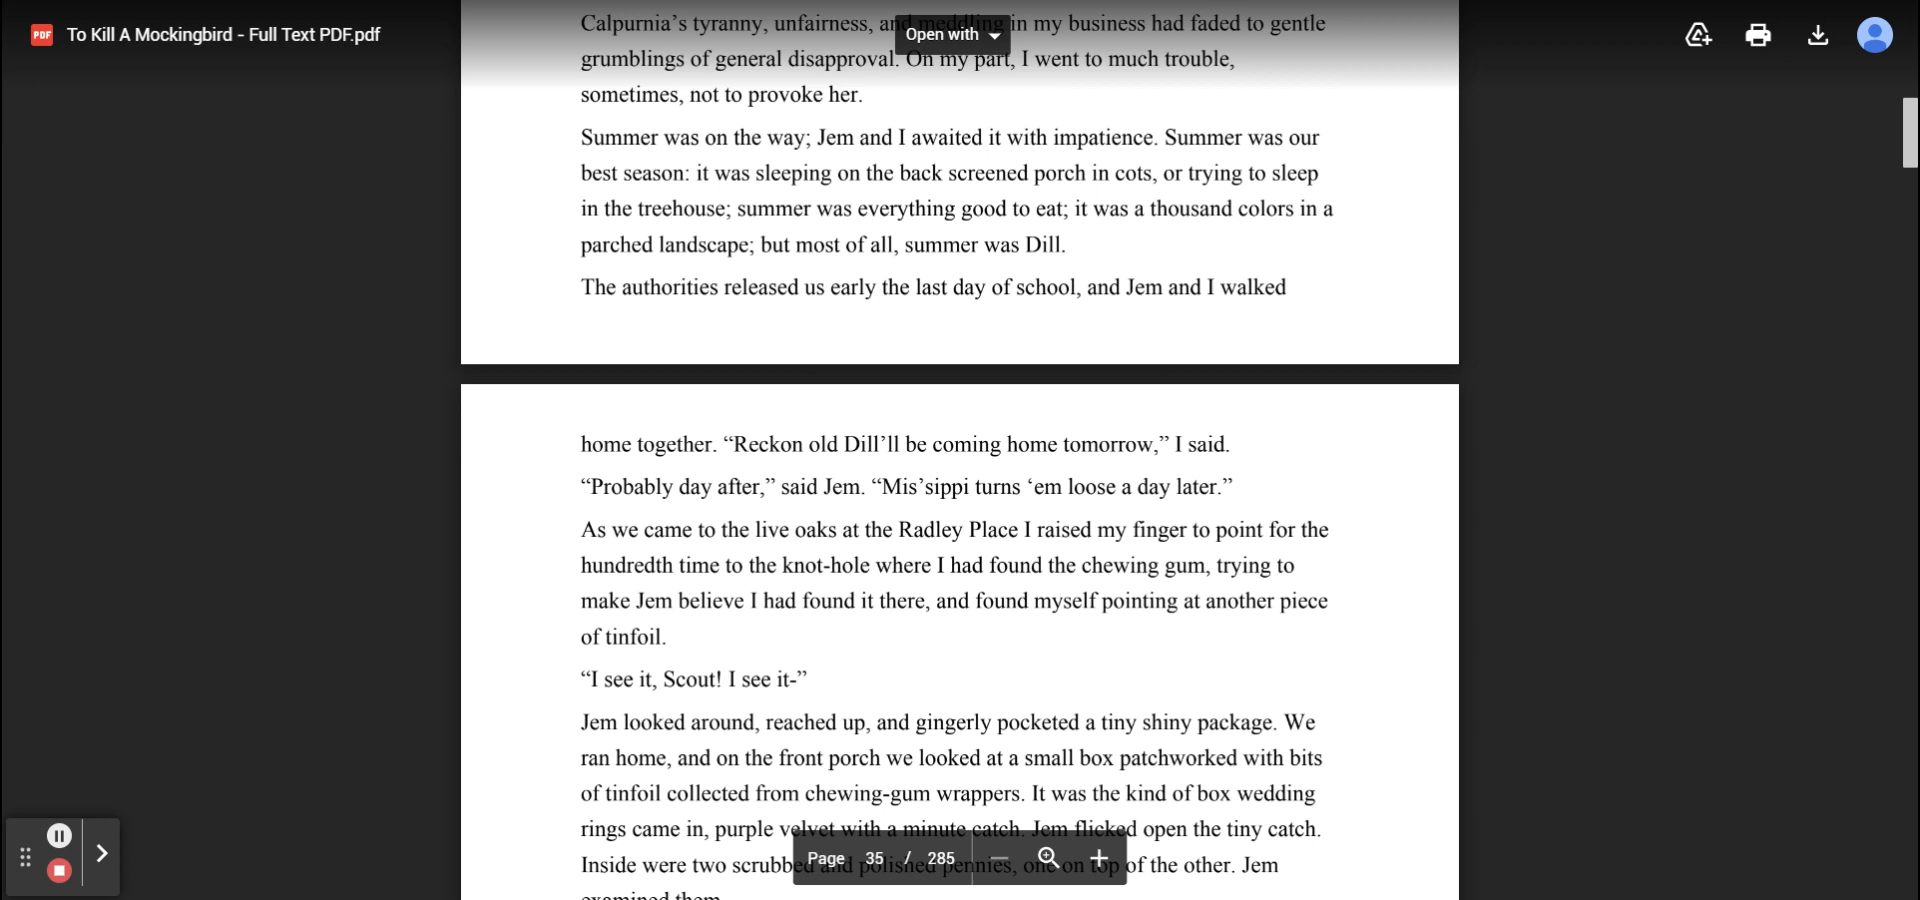 PDF To Kill A Mockingbird - Full Text PDF.pdf
Open with
Calpurnia’s tyranny, unfairness, and meddling in my business had faded to gentle
grumblings of general disapproval. On my part, I went to much trouble,
sometimes, not to provoke her.
Summer was on the way; Jem and I awaited it with impatience. Summer was our
best season: it was sleeping on the back screened porch in cots, or trying to sleep
in the treehouse; summer was everything good to eat; it was a thousand colors in a
parched landscape; but most of all, summer was Dill.
The authorities released us early the last day of school, and Jem and I walked
home together. “Reckon old Dill’ll be coming home tomorrow,” I said.
“Probably day after,” said Jem. “Mis’sippi turns ‘em loose a day later.”
As we came to the live oaks at the Radley Place I raised my finger to point for the
hundredth time to the knot-hole where I had found the chewing gum, trying to
make Jem believe I had found it there, and found myself pointing at another piece
of tinfoil.
“I see it, Scout! I see it-”
Jem looked around, reached up, and gingerly pocketed a tiny shiny package. We
ran home, and on the front porch we looked at a small box patchworked with bits
of tinfoil collected from chewing-gum wrappers. It was the kind of box wedding
rings came in, purple velvet with a minute catch. Jem flicked open the tiny catch.
Inside were two scrubbed and polished pennies, one on top of the other. Jem
examined them.
Page 35 / 285